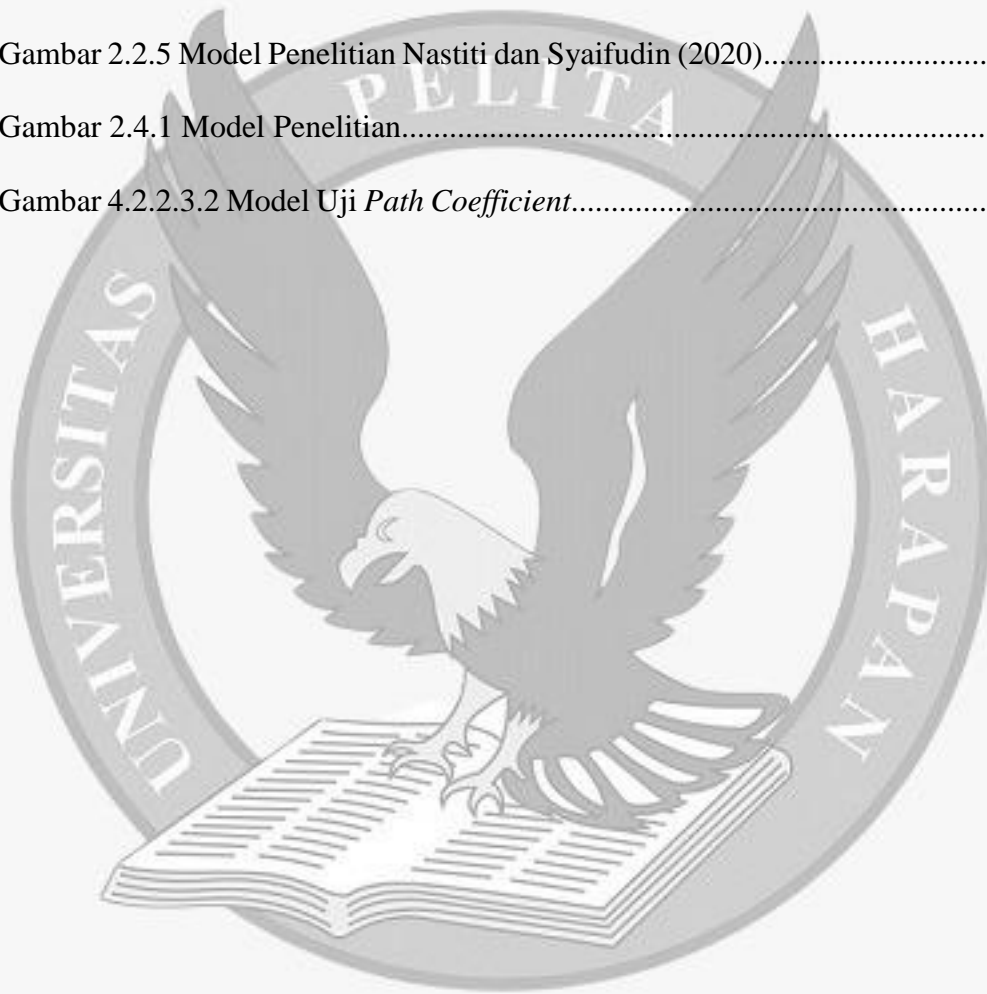 Gambar 2.2.5 Model Penelitian Nastiti dan Syaifudin (2020)............................
Gambar 2.4.1 Model Penelitian.........................................................................
Gambar 4.2.2.3.2 Model Uji Path Coefficient....................................................
UNIVERSITAS PELITA HARAPAN